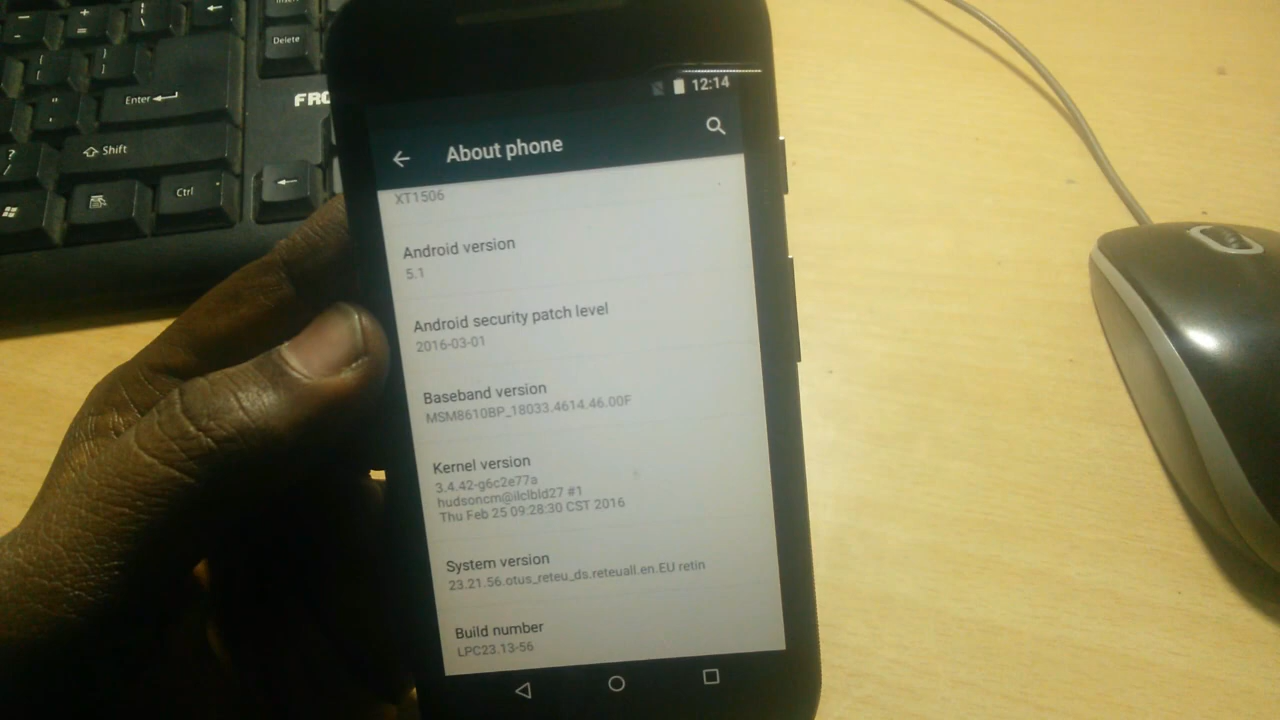 Insert
Delete
Enter
Shift
Ctrl
FRO
12:14
About phone
XT1506
Android version
5.1
Android security patch level
2016-03-01
Baseband version
MSM8610BP_18033.4614.46.00F
Kernel version
3.4.42-g6c2e77a
hudsoncm@ilclbld27 #1
Thu Feb 25 09:28:30 CST 2016
System version
23.21.56.otus_reteu_ds.reteuall.en.EU retin
Build number
LPC23.13-56